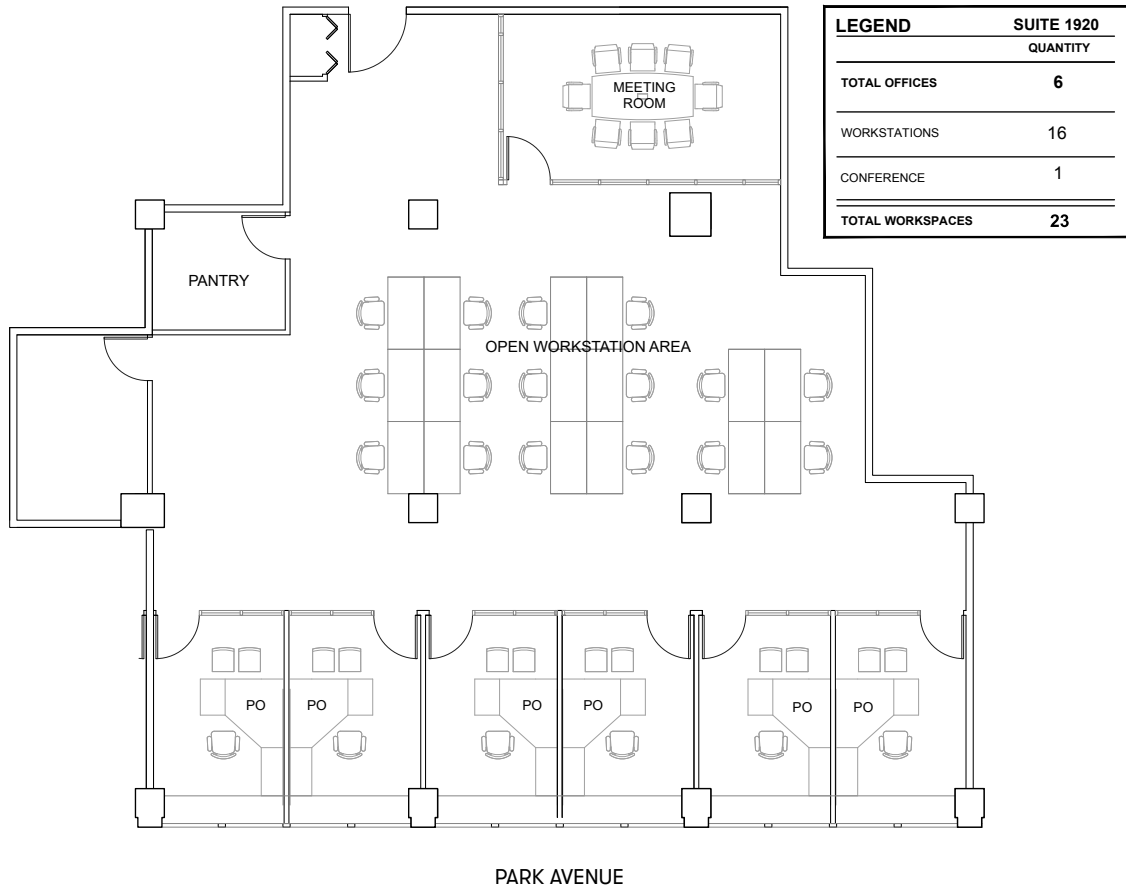 LEGEND SUITE 1920
QUANTITY
TOTAL OFFICES 6
WORKSTATIONS 16
CONFERENCE 1
TOTAL WORKSPACES 23
MEETING
ROOM
PANTRY
OPEN WORKSTATION AREA
PO PO PO PO PO PO
PARK AVENUE